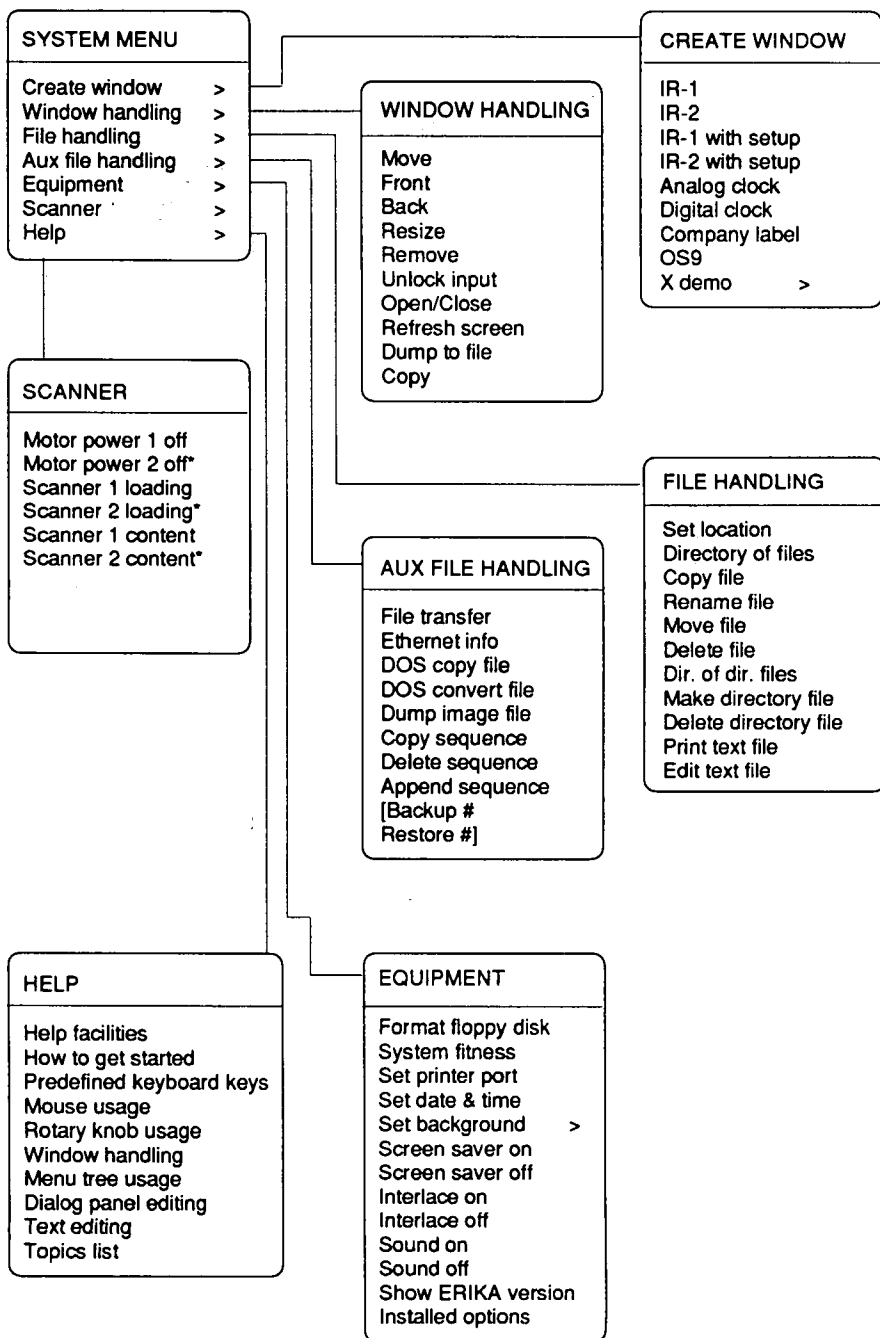 SYSTEM MENU
Create window >
Window handling >
File handling >
Aux file handling >
Equipment >
Scanner >
Help >
CREATE WINDOW
IR-1
IR-2
IR-1 with setup
IR-2 with setup
Analog clock
Digital clock
Company label
OS9
X demo >
WINDOW HANDLING
Move
Front
Back
Resize
Remove
Unlock input
Open/Close
Refresh screen
Dump to file
Copy
SCANNER
Motor power 1 off
Motor power 2 off*
Scanner 1 loading
Scanner 2 loading*
Scanner 1 content
Scanner 2 content*
FILE HANDLING
Set location
Directory of files
Copy file
Rename file
Move file
Delete file
Dir. of dir. files
Make directory file
Delete directory file
Print text file
Edit text file
AUX FILE HANDLING
File transfer
Ethernet info
DOS copy file
DOS convert file
Dump image file
Copy sequence
Delete sequence
Append sequence
[Backup #
Restore #]
HELP
Help facilities
How to get started
Predefined keyboard keys
Mouse usage
Rotary knob usage
Window handling
Menu tree usage
Dialog panel editing
Text editing
Topics list
EQUIPMENT
Format floppy disk
System fitness
Set printer port
Set date & time
Set background >
Screen saver on
Screen saver off
Interlace on
Interlace off
Sound on
Sound off
Show ERIKA version
Installed options